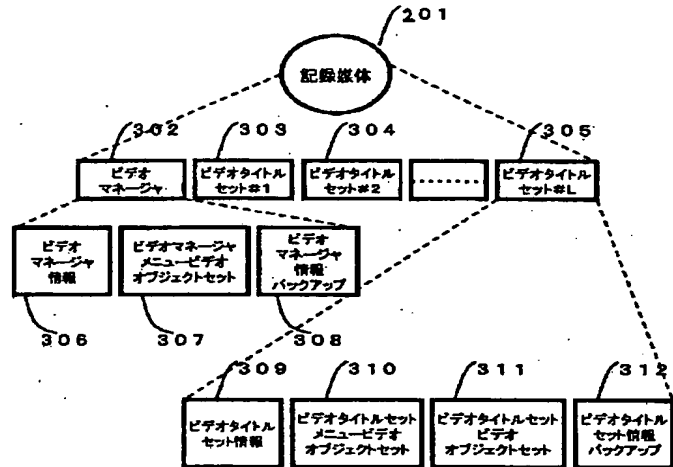 201
記録媒体
302
303
304
305
ビデオ
マネージャ
ビデオタイトル
セット#1
ビデオタイトル
セット#2
..........
ビデオタイトル
セット#L
ビデオ
マネージャ
情報
ビデオマネージャ
メニュービデオ
オブジェクトセット
ビデオ
マネージャ
情報
バックアップ
306
307
308
309
310
311
312
ビデオタイトル
セット情報
ビデオタイトルセット
メニュービデオ
オブジェクトセット
ビデオタイトルセット
ビデオ
オブジェクトセット
ビデオタイトル
セット情報
バックアップ